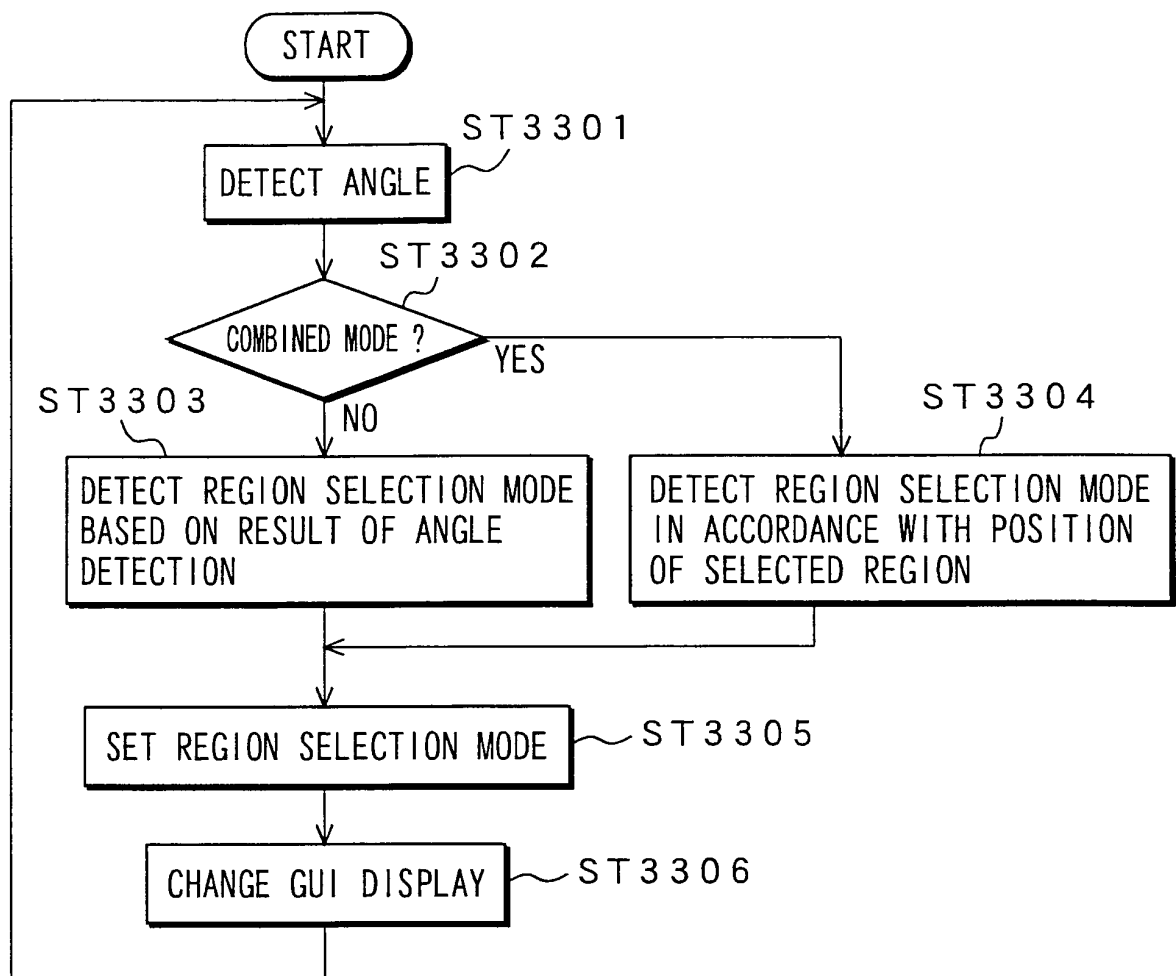 START
ST3301
DETECT ANGLE
ST3302
COMBINED MODE ?
YES
NO
ST3303
DETECT REGION SELECTION MODE
BASED ON RESULT OF ANGLE
DETECTION
ST3304
DETECT REGION SELECTION MODE
IN ACCORDANCE WITH POSITION
OF SELECTED REGION
SET REGION SELECTION MODE
ST3305
CHANGE GUI DISPLAY
ST3306